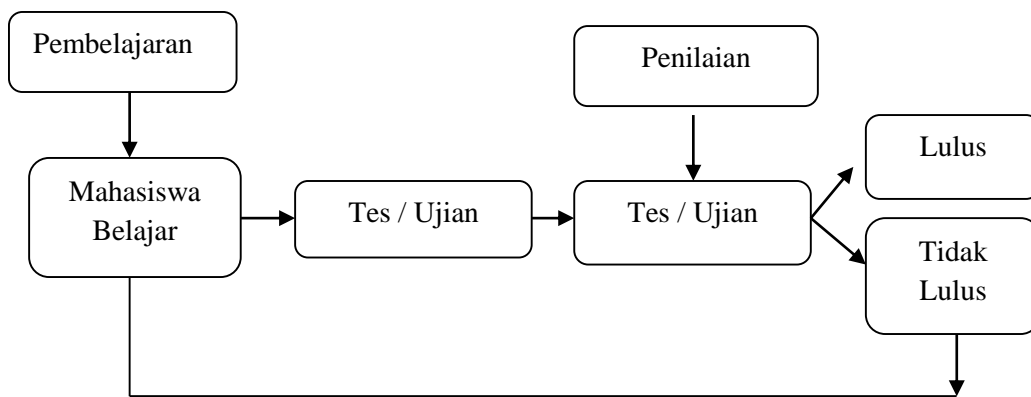 Pembelajaran
Penilaian
Lulus
Mahasiswa
Belajar
Tes / Ujian
Tes / Ujian
Tidak
Lulus